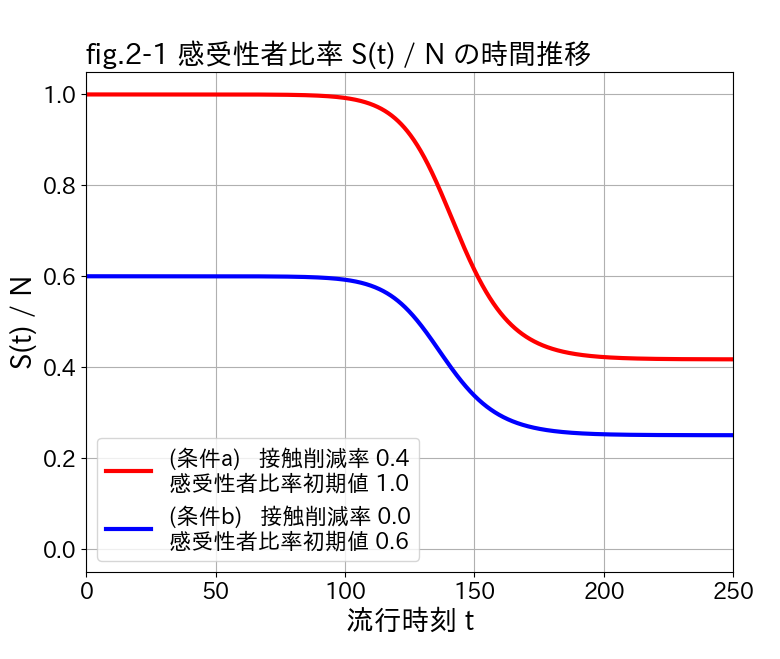 fig.2-1 感受性者比率 S(t) / N の時間推移
1.0
0.8
0.6
0.4
0.2
0.0
S(t) / N
(条件a) 接触削減率 0.4
感受性者比率初期値 1.0
(条件b) 接触削減率 0.0
感受性者比率初期値 0.6
0 50 100 150 200 250
流行時刻 t